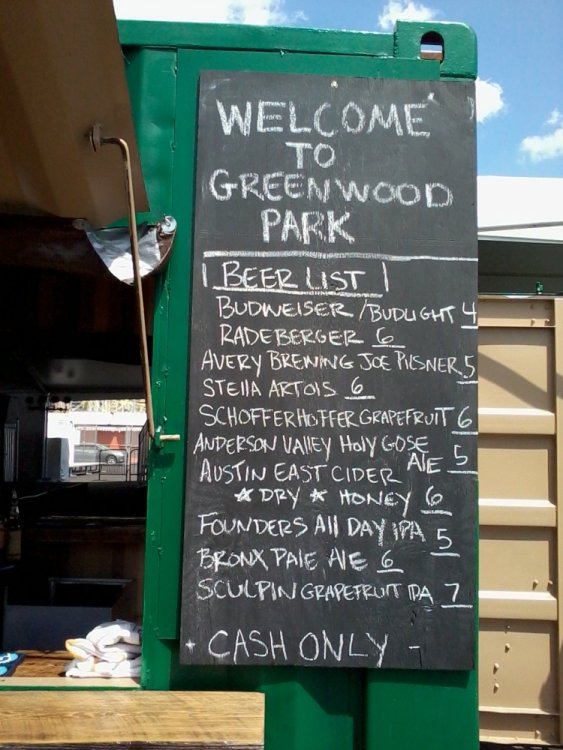 WELCOME
TO
GREENWOOD
PARK
| BEER LIST |
BUDWEISER / BUDLIGHT 4
RADEBERGER 6
AVERY BREWING JOE PILSNER 5
STELLA ARTOIS 6
SCHOFFERHOFFER GRAPEFRUIT 6
ANDERSON VALLEY HOLY GOSE
ALE 5
AUSTIN EAST CIDER
* DRY * HONEY 6
FOUNDERS All DAY IPA 5
BRONX PALE ALE 6
SCULPIN GRAPEFRUIT IPA 7
- CASH ONLY -